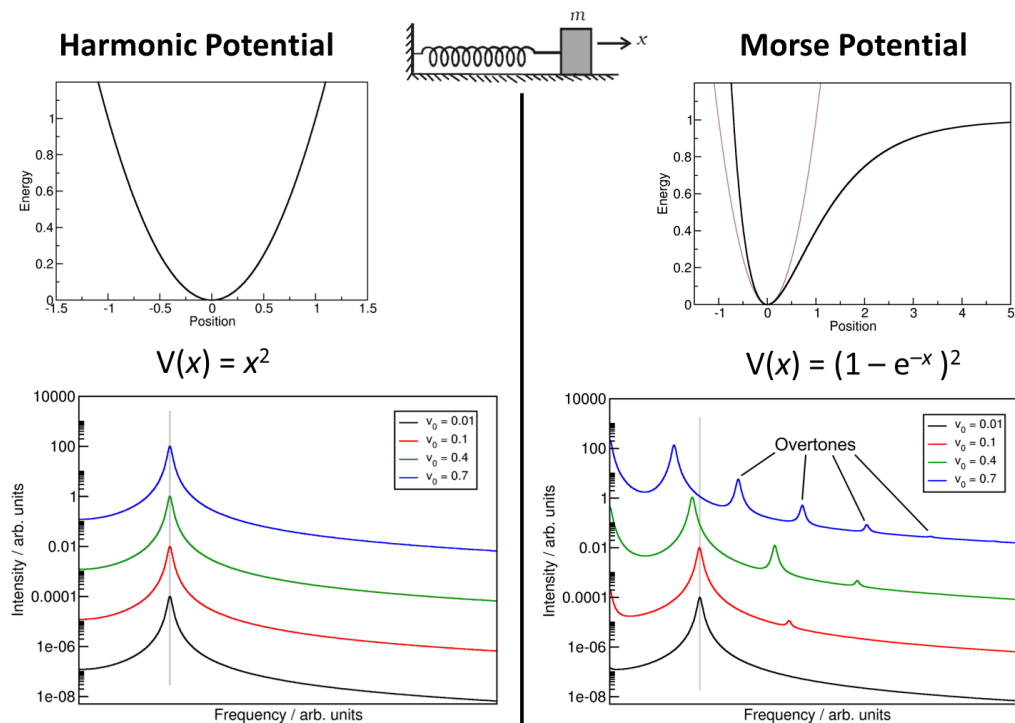 Harmonic Potential
m
x
Morse Potential
Energy
1
0.8
0.6
0.4
0.2
0
-1.5
-1
-0.5
0
0.5
1
1.5
Position
Energy
1
0.8
0.6
0.4
0.2
0
-1
0
1
2
3
4
5
Position
V(x) = x²
V(x) = (1 – e⁻ˣ )²
Intensity / arb. units
10000
100
1
0.01
0.0001
1e-06
1e-08
v₀ = 0.01
v₀ = 0.1
v₀ = 0.4
v₀ = 0.7
Frequency / arb. units
Intensity / arb. units
10000
100
1
0.01
0.0001
1e-06
1e-08
Overtones
v₀ = 0.01
v₀ = 0.1
v₀ = 0.4
v₀ = 0.7
Frequency / arb. units